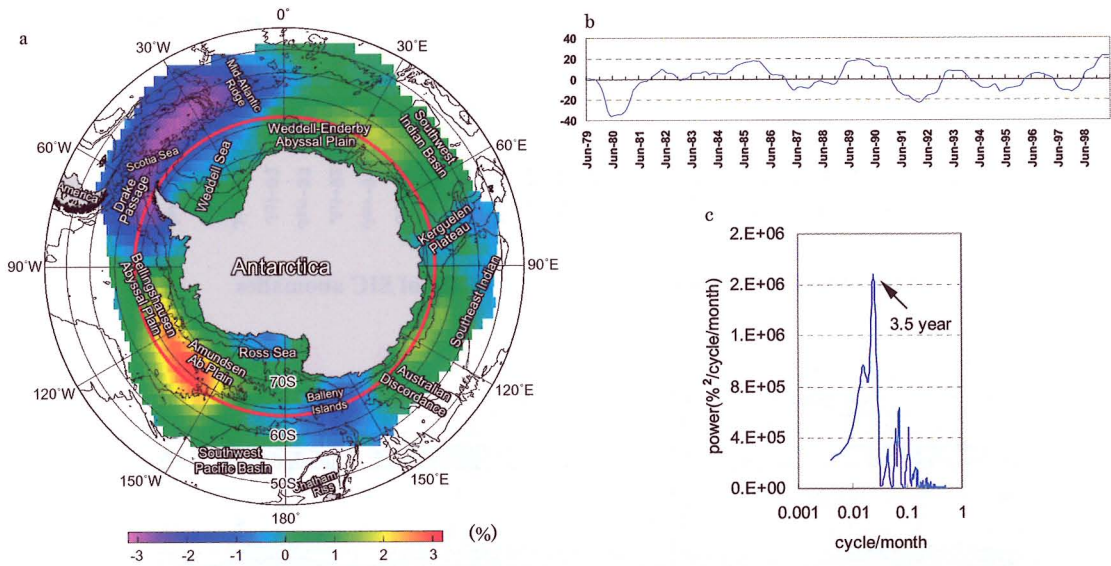 a
0°
30°E
60°E
90°E
120°E
150°E
180°
150°W
120°W
90°W
60°W
30°W
Mid-Atlantic
Ridge
Weddell-Enderby
Abyssal Plain
Southwest
Indian Basin
Scotia Sea
Weddell Sea
Drake
Passage
America
Kerguelen
Plateau
Antarctica
Southeast Indian
Bellingshausen
Abyssal Plain
Amundsen
Ab Plain
Ross Sea
70°S
Balleny
Islands
Australian
Discordance
60°S
Southwest
Pacific Basin
50°S
Chatham
Rise
-3 -2 -1 0 1 2 3 (%)
b
40
20
0
-20
-40
Jun-79
Jun-80
Jun-81
Jun-82
Jun-83
Jun-84
Jun-85
Jun-86
Jun-87
Jun-88
Jun-89
Jun-90
Jun-91
Jun-92
Jun-93
Jun-94
Jun-95
Jun-96
Jun-97
Jun-98
c
2.E+06
2.E+06
1.E+06
8.E+05
4.E+05
0.E+00
power(%²/cycle/month)
3.5 year
0.001 0.01 0.1 1
cycle/month